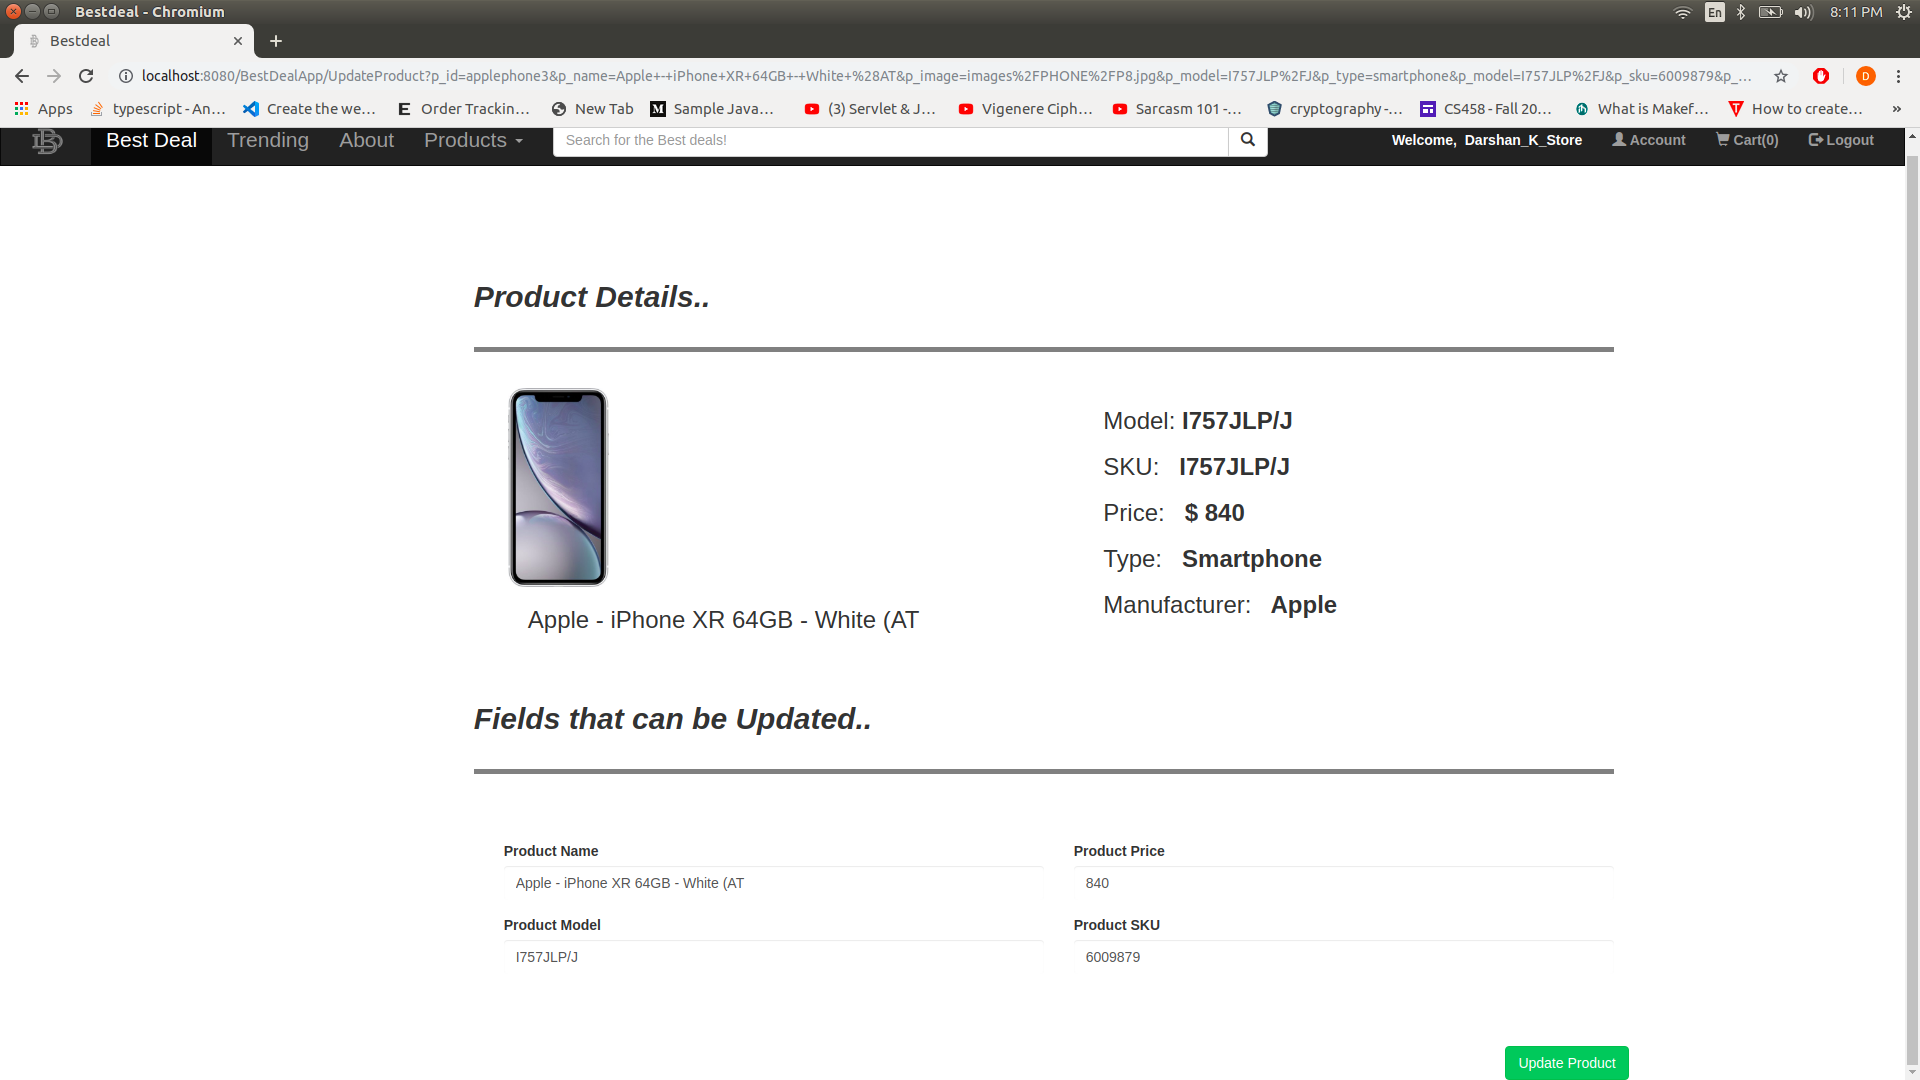 Bestdeal - Chromium
En
8:11 PM
Bestdeal
localhost:8080/BestDealApp/UpdateProduct?p_id=applephone3&p_name=Apple+-+iPhone+XR+64GB+-+White+%28AT&p_image=images%2FPHONE%2FP8.jpg&p_model=I757JLP%2FJ&p_type=smartphone&p_model=I757JLP%2FJ&p_sku=6009879&p_...
D
Apps
typescript - An...
Create the we...
Order Trackin...
New Tab
Sample Java...
(3) Servlet & J...
Vigenere Ciph...
Sarcasm 101 -...
cryptography -...
CS458 - Fall 20...
What is Makef...
How to create...
»
Best Deal
Trending
About
Products
Search for the Best deals!
Welcome, Darshan_K_Store
Account
Cart(0)
Logout
Product Details..
Model: I757JLP/J
SKU: I757JLP/J
Price: $ 840
Type: Smartphone
Manufacturer: Apple
Apple - iPhone XR 64GB - White (AT
Fields that can be Updated..
Product Name
Product Price
Apple - iPhone XR 64GB - White (AT
840
Product Model
Product SKU
I757JLP/J
6009879
Update Product